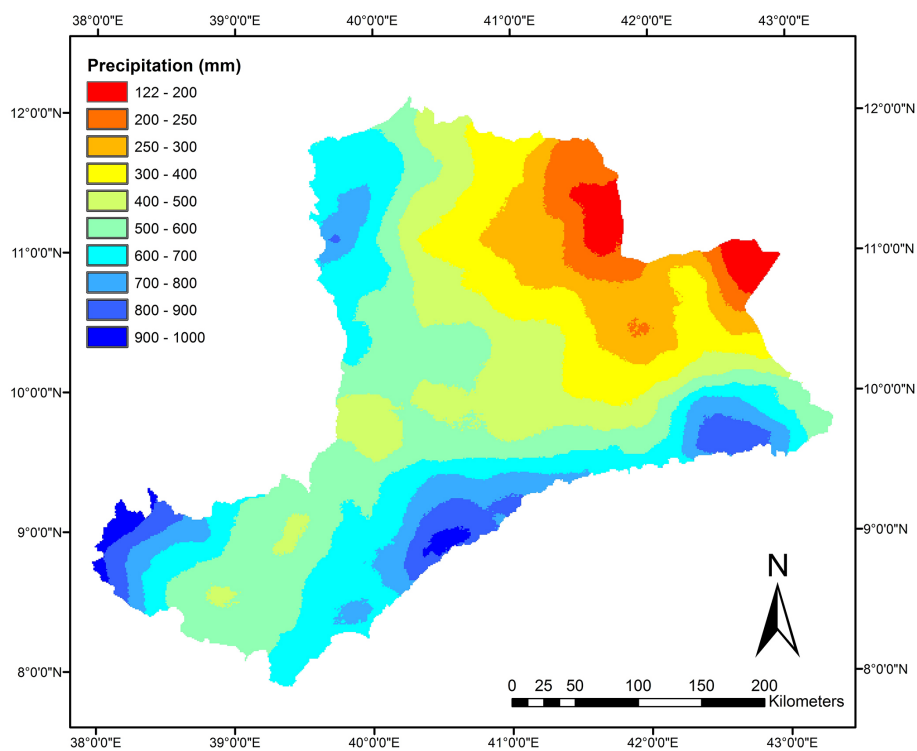 38°0'0"E 39°0'0"E 40°0'0"E 41°0'0"E 42°0'0"E 43°0'0"E
Precipitation (mm)
122 - 200
200 - 250
250 - 300
300 - 400
400 - 500
500 - 600
600 - 700
700 - 800
800 - 900
900 - 1000
12°0'0"N
11°0'0"N
10°0'0"N
9°0'0"N
8°0'0"N
12°0'0"N
11°0'0"N
10°0'0"N
9°0'0"N
8°0'0"N
N
0 25 50 100 150 200
Kilometers
38°0'0"E 39°0'0"E 40°0'0"E 41°0'0"E 42°0'0"E 43°0'0"E